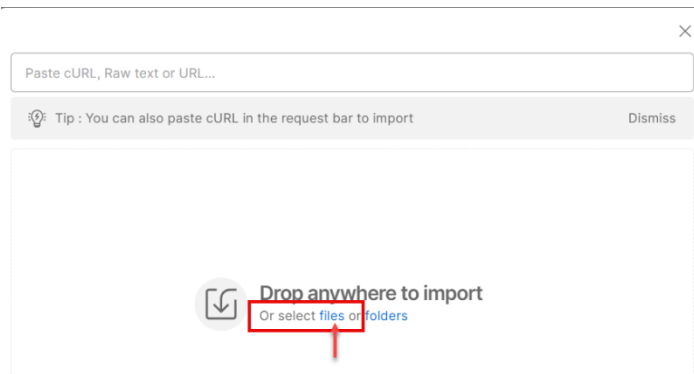 Paste cURL, Raw text or URL...
Tip : You can also paste cURL in the request bar to import
Dismiss
Drop anywhere to import
Or select files or folders